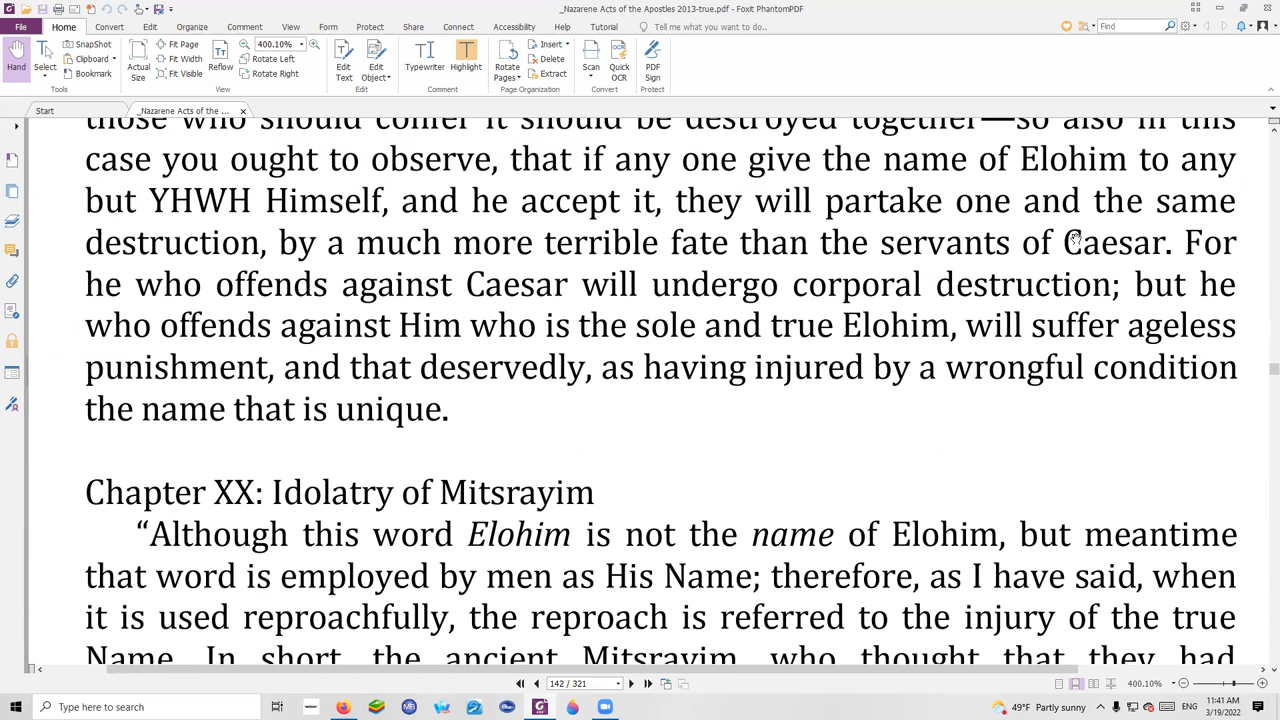 _Nazarene Acts of the Apostles 2013-true.pdf - Foxit PhantomPDF
File Home Convert Edit Organize Comment View Form Protect Share Connect Accessibility Help Tutorial Tell me what you want to do... Find
Hand Select SnapShot Clipboard Bookmark Actual Size Fit Page Fit Width Fit Visible Reflow 400.10% Rotate Left Rotate Right Edit Text Edit Object Typewriter Highlight Rotate Pages Insert Delete Extract Scan Quick OCR PDF Sign
Tools View Edit Comment Page Organization Convert Protect
Start _Nazarene Acts of the ...
those who should confer it should be destroyed together—so also in this
case you ought to observe, that if any one give the name of Elohim to any
but YHWH Himself, and he accept it, they will partake one and the same
destruction, by a much more terrible fate than the servants of Caesar. For
he who offends against Caesar will undergo corporal destruction; but he
who offends against Him who is the sole and true Elohim, will suffer ageless
punishment, and that deservedly, as having injured by a wrongful condition
the name that is unique.
Chapter XX: Idolatry of Mitsrayim
“Although this word Elohim is not the name of Elohim, but meantime
that word is employed by men as His Name; therefore, as I have said, when
it is used reproachfully, the reproach is referred to the injury of the true
Name. In short, the ancient Mitsrayim, who thought that they had
142 / 321 400.10%
Type here to search 49°F Partly sunny ENG 11:41 AM
3/19/2022